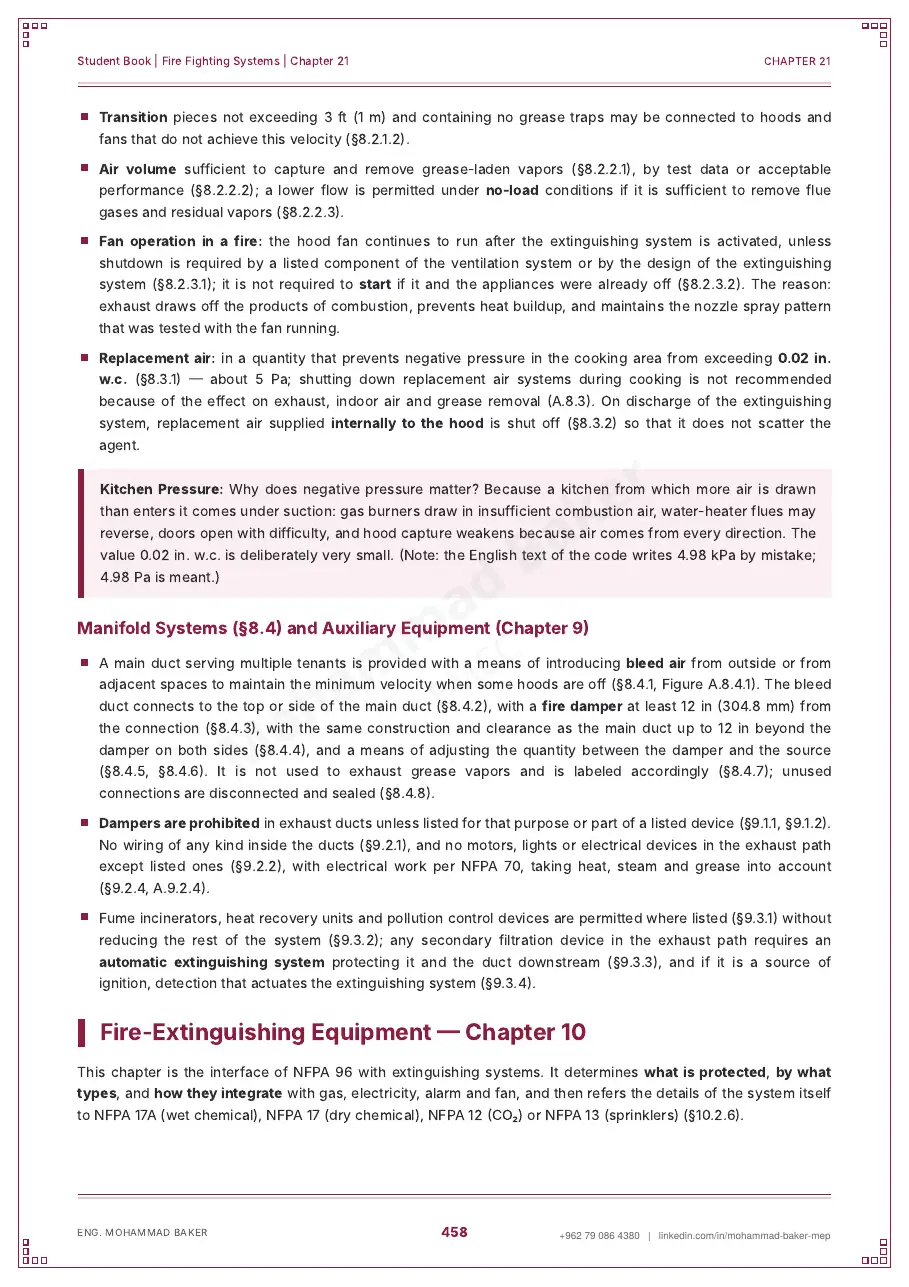 Student Book | Fire Fighting Systems | Chapter 21
CHAPTER 21
Transition pieces not exceeding 3 ft (1 m) and containing no grease traps may be connected to hoods and
fans that do not achieve this velocity (§8.2.1.2).
Air volume sufficient to capture and remove grease-laden vapors (§8.2.2.1), by test data or acceptable
performance (§8.2.2.2); a lower flow is permitted under no-load conditions if it is sufficient to remove flue
gases and residual vapors (§8.2.2.3).
Fan operation in a fire: the hood fan continues to run after the extinguishing system is activated, unless
shutdown is required by a listed component of the ventilation system or by the design of the extinguishing
system (§8.2.3.1); it is not required to start if it and the appliances were already off (§8.2.3.2). The reason:
exhaust draws off the products of combustion, prevents heat buildup, and maintains the nozzle spray pattern
that was tested with the fan running.
Replacement air: in a quantity that prevents negative pressure in the cooking area from exceeding 0.02 in.
w.c. (§8.3.1) — about 5 Pa; shutting down replacement air systems during cooking is not recommended
because of the effect on exhaust, indoor air and grease removal (A.8.3). On discharge of the extinguishing
system, replacement air supplied internally to the hood is shut off (§8.3.2) so that it does not scatter the
agent.
Kitchen Pressure: Why does negative pressure matter? Because a kitchen from which more air is drawn
than enters it comes under suction: gas burners draw in insufficient combustion air, water-heater flues may
reverse, doors open with difficulty, and hood capture weakens because air comes from every direction. The
value 0.02 in. w.c. is deliberately very small. (Note: the English text of the code writes 4.98 kPa by mistake;
4.98 Pa is meant.)
Manifold Systems (§8.4) and Auxiliary Equipment (Chapter 9)
A main duct serving multiple tenants is provided with a means of introducing bleed air from outside or from
adjacent spaces to maintain the minimum velocity when some hoods are off (§8.4.1, Figure A.8.4.1). The bleed
duct connects to the top or side of the main duct (§8.4.2), with a fire damper at least 12 in (304.8 mm) from
the connection (§8.4.3), with the same construction and clearance as the main duct up to 12 in beyond the
damper on both sides (§8.4.4), and a means of adjusting the quantity between the damper and the source
(§8.4.5, §8.4.6). It is not used to exhaust grease vapors and is labeled accordingly (§8.4.7); unused
connections are disconnected and sealed (§8.4.8).
Dampers are prohibited in exhaust ducts unless listed for that purpose or part of a listed device (§9.1.1, §9.1.2).
No wiring of any kind inside the ducts (§9.2.1), and no motors, lights or electrical devices in the exhaust path
except listed ones (§9.2.2), with electrical work per NFPA 70, taking heat, steam and grease into account
(§9.2.4, A.9.2.4).
Fume incinerators, heat recovery units and pollution control devices are permitted where listed (§9.3.1) without
reducing the rest of the system (§9.3.2); any secondary filtration device in the exhaust path requires an
automatic extinguishing system protecting it and the duct downstream (§9.3.3), and if it is a source of
ignition, detection that actuates the extinguishing system (§9.3.4).
Fire-Extinguishing Equipment — Chapter 10
This chapter is the interface of NFPA 96 with extinguishing systems. It determines what is protected, by what
types, and how they integrate with gas, electricity, alarm and fan, and then refers the details of the system itself
to NFPA 17A (wet chemical), NFPA 17 (dry chemical), NFPA 12 (CO₂) or NFPA 13 (sprinklers) (§10.2.6).
ENG. MOHAMMAD BAKER
458
+962 79 086 4380 | linkedin.com/in/mohammad-baker-mep